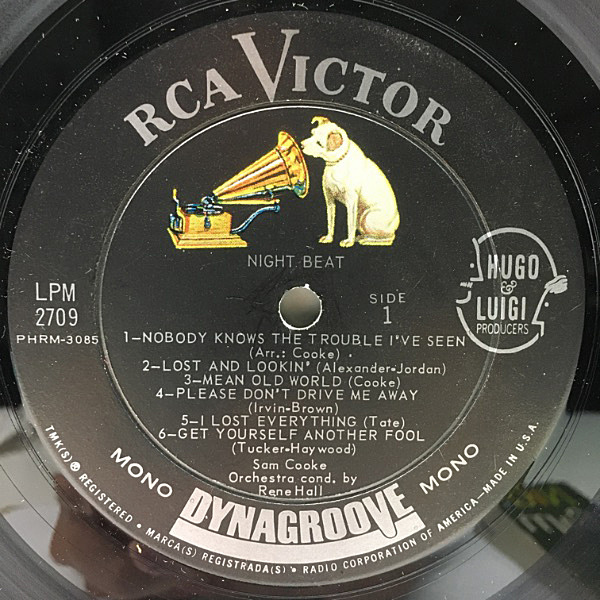 RCA VICTOR
NIGHT BEAT
HUGO
&
LUIGI
PRODUCERS
LPM
2709
PHRM-3085
SIDE
1
1—NOBODY KNOWS THE TROUBLE I'VE SEEN
(Arr.: Cooke)
2—LOST AND LOOKIN' (Alexander-Jordan)
3—MEAN OLD WORLD (Cooke)
4—PLEASE DON'T DRIVE ME AWAY
(Irvin-Brown)
5—I LOST EVERYTHING (Tate)
6—GET YOURSELF ANOTHER FOOL
(Tucker-Haywood)
Sam Cooke
Orchestra cond. by
René Hall
MONO DYNAGROOVE MONO
TMK(S) ® REGISTERED • MARCA(S) REGISTRADA(S) • RADIO CORPORATION OF AMERICA—MADE IN U.S.A.